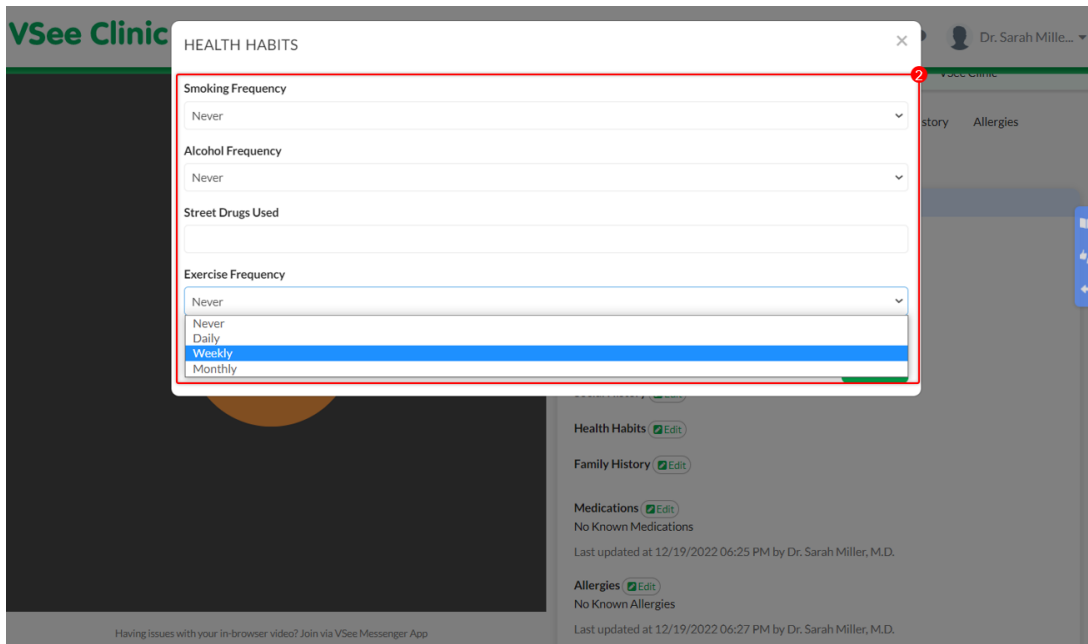 VSee Clinic
HEALTH HABITS
×
Dr. Sarah Mille...
2
VSee Clinic
Smoking Frequency
Never
story Allergies
Alcohol Frequency
Never
Street Drugs Used
Exercise Frequency
Never
Never
Daily
Weekly
Monthly
Edit
Health Habits Edit
Family History Edit
Medications Edit
No Known Medications
Last updated at 12/19/2022 06:25 PM by Dr. Sarah Miller, M.D.
Allergies Edit
No Known Allergies
Last updated at 12/19/2022 06:27 PM by Dr. Sarah Miller, M.D.
Having issues with your in-browser video? Join via VSee Messenger App